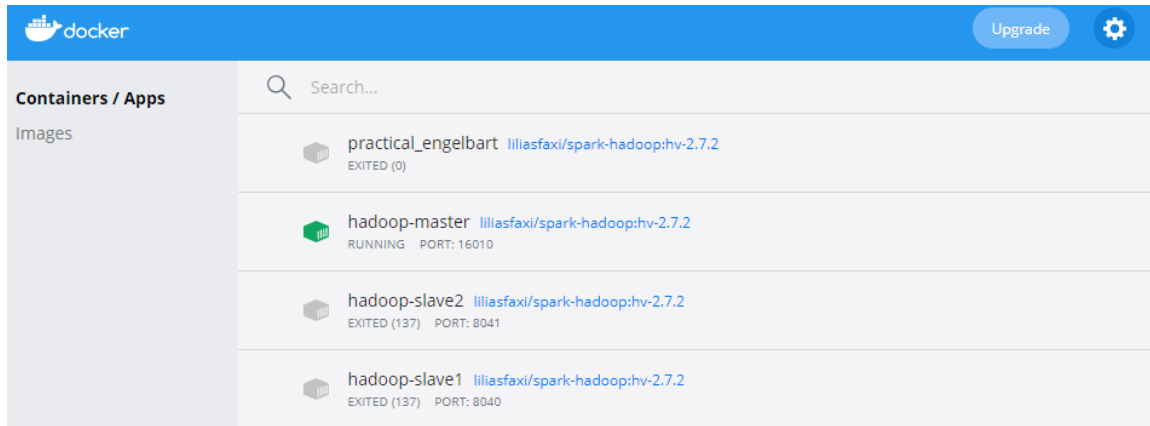 docker
Upgrade
Containers / Apps
Images
Search...
practical_engelbart liliasfaxi/spark-hadoop:hv-2.7.2
EXITED (0)
hadoop-master liliasfaxi/spark-hadoop:hv-2.7.2
RUNNING PORT: 16010
hadoop-slave2 liliasfaxi/spark-hadoop:hv-2.7.2
EXITED (137) PORT: 8041
hadoop-slave1 liliasfaxi/spark-hadoop:hv-2.7.2
EXITED (137) PORT: 8040